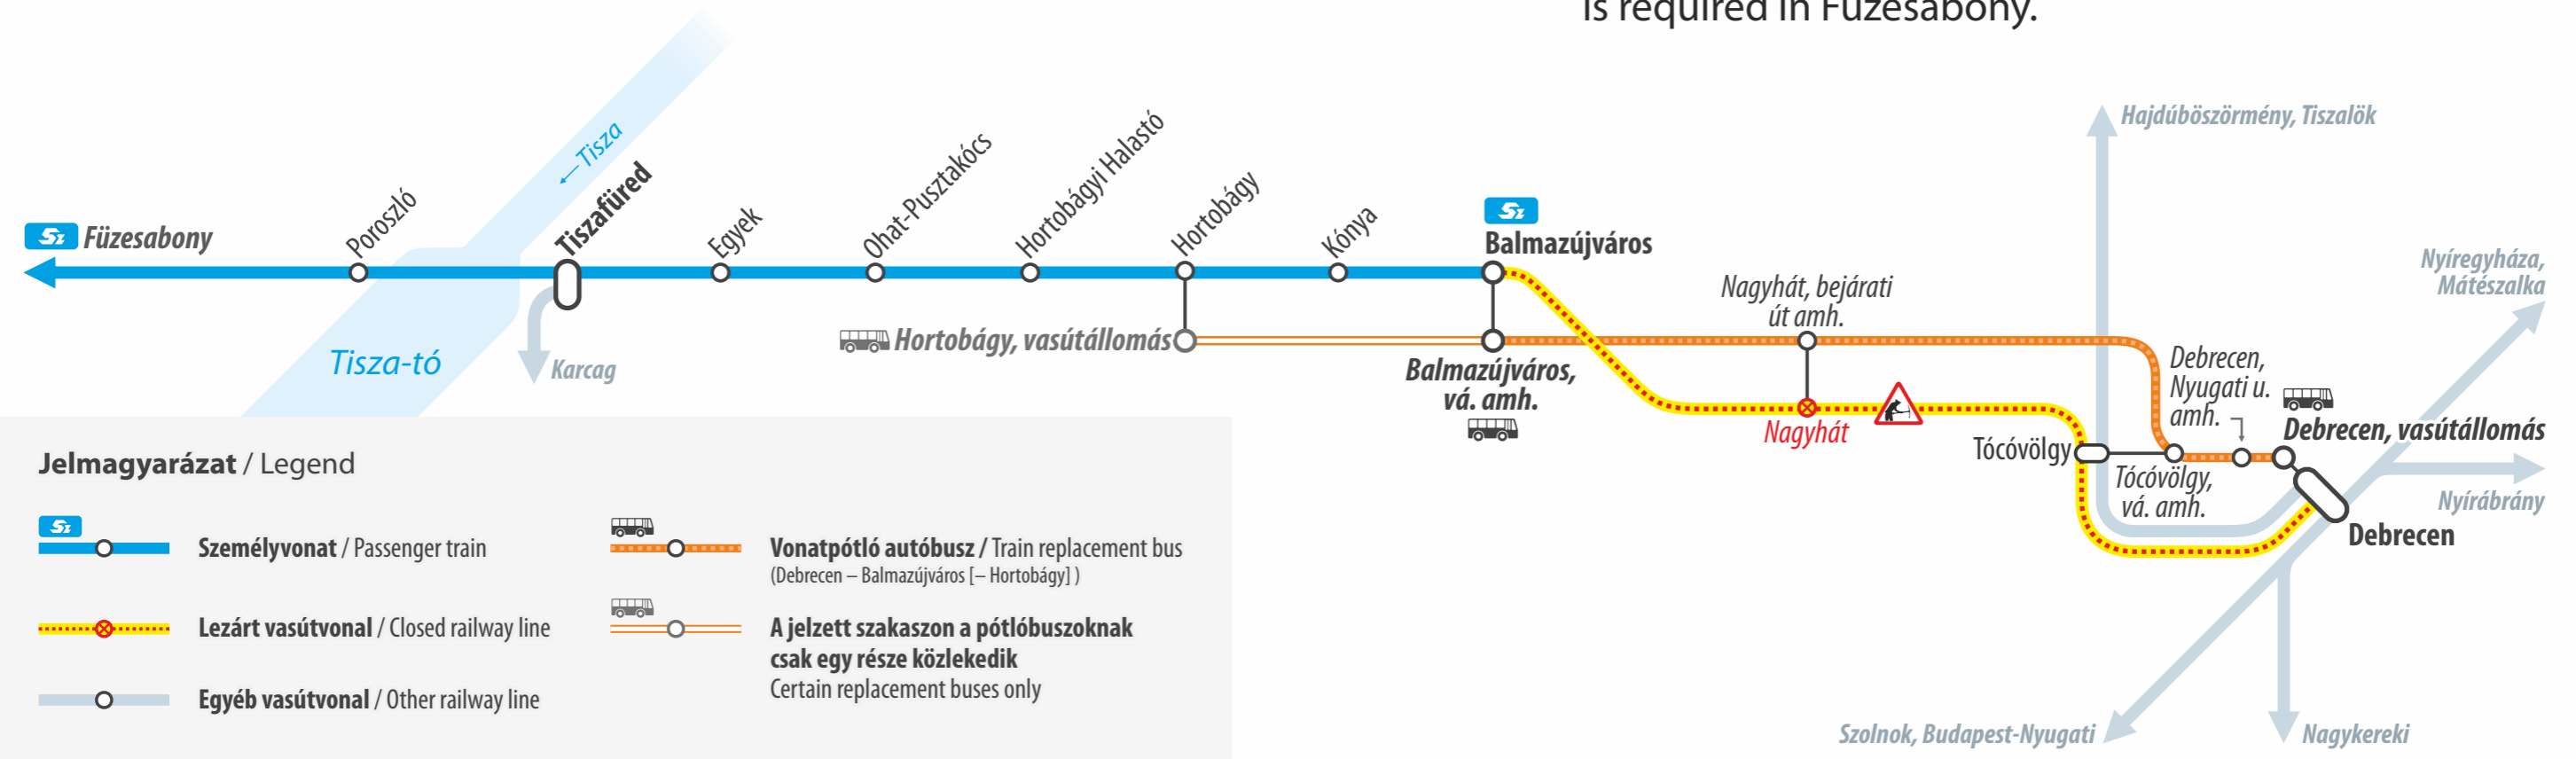 is required in Füzesabony.
Hajdúböszörmény, Tiszalök
← Tisza
Sz Füzesabony
Poroszló
Tiszafüred
Egyek
Ohat-Pusztakócs
Hortobágyi Halastó
Hortobágy
Kónya
Sz
Balmazújváros
Nyíregyháza,
Mátészalka
Nagyhát, bejárati
út amh.
Hortobágy, vasútállomás
Tisza-tó
Karcag
Balmazújváros,
vá. amh.
Nagyhát
Debrecen,
Nyugati u.
amh.
Debrecen, vasútállomás
Tócóvölgy
Tócóvölgy,
vá. amh.
Nyírábrány
Debrecen
Szolnok, Budapest-Nyugati
Nagykereki
Jelmagyarázat / Legend
Sz
Személyvonat / Passenger train
Lezárt vasútvonal / Closed railway line
Egyéb vasútvonal / Other railway line
Vonatpótló autóbusz / Train replacement bus
(Debrecen – Balmazújváros [– Hortobágy] )
A jelzett szakaszon a pótlóbuszoknak
csak egy része közlekedik
Certain replacement buses only